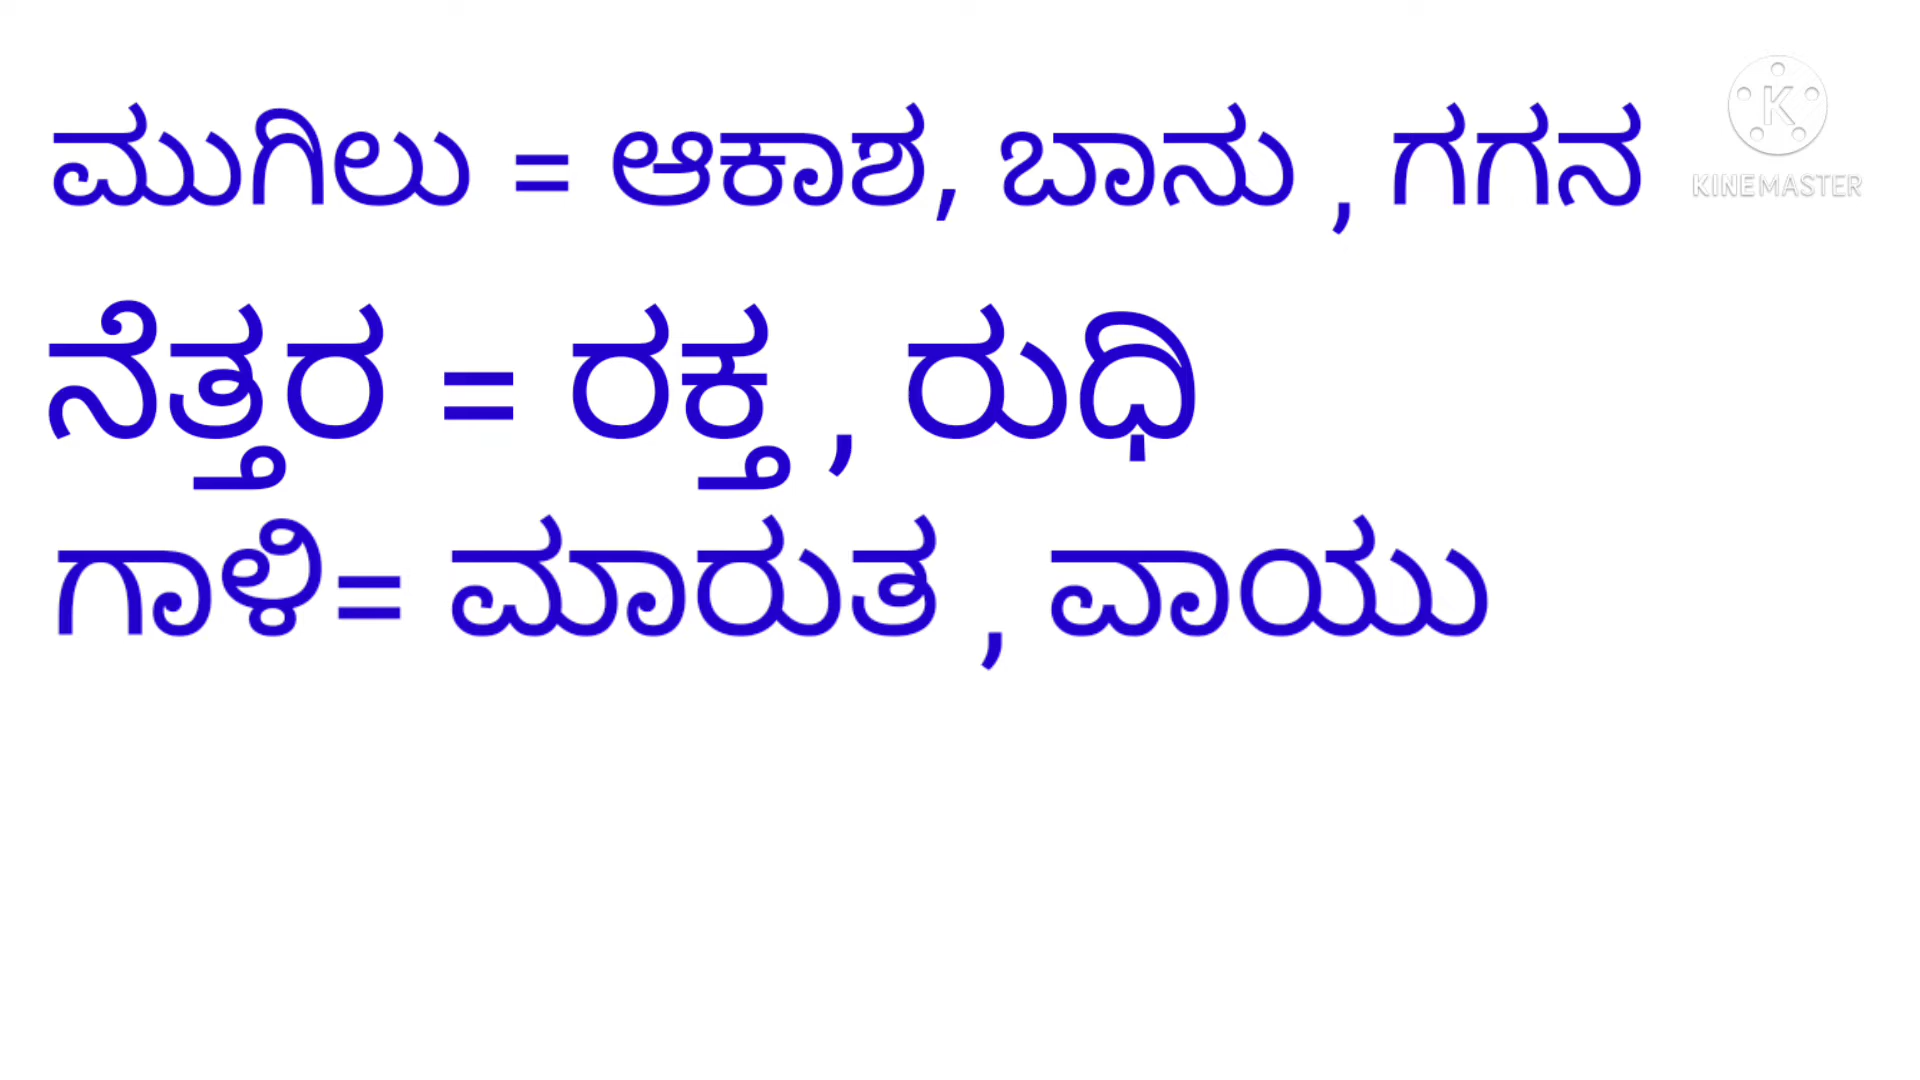 ಮುಗಿಲು = ಆಕಾಶ, ಬಾನು , ಗಗನ
K
KINEMASTER
ನೆತ್ತರ = ರಕ್ತ , ರುಧಿ
ಗಾಳಿ= ಮಾರುತ , ವಾಯು